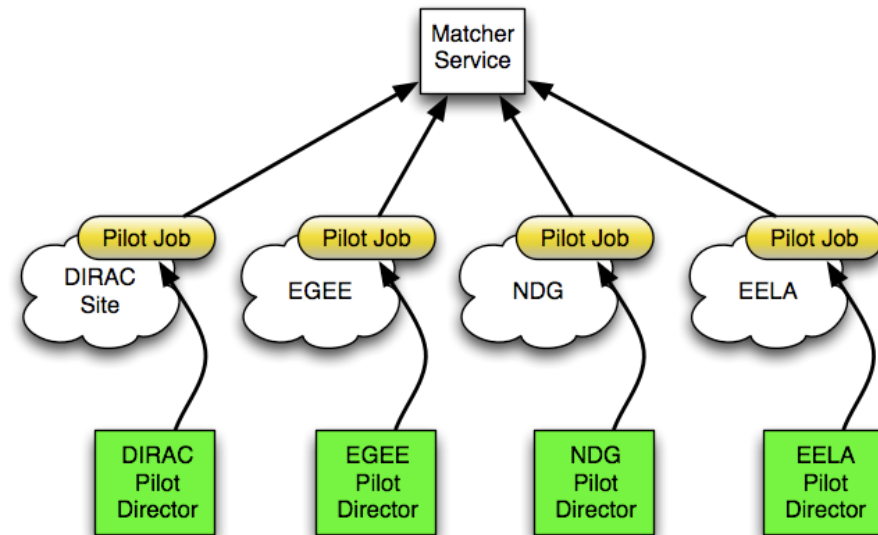 Matcher
Service
Pilot Job
Pilot Job
Pilot Job
Pilot Job
DIRAC
Site
EGEE
NDG
EELA
DIRAC
Pilot
Director
EGEE
Pilot
Director
NDG
Pilot
Director
EELA
Pilot
Director